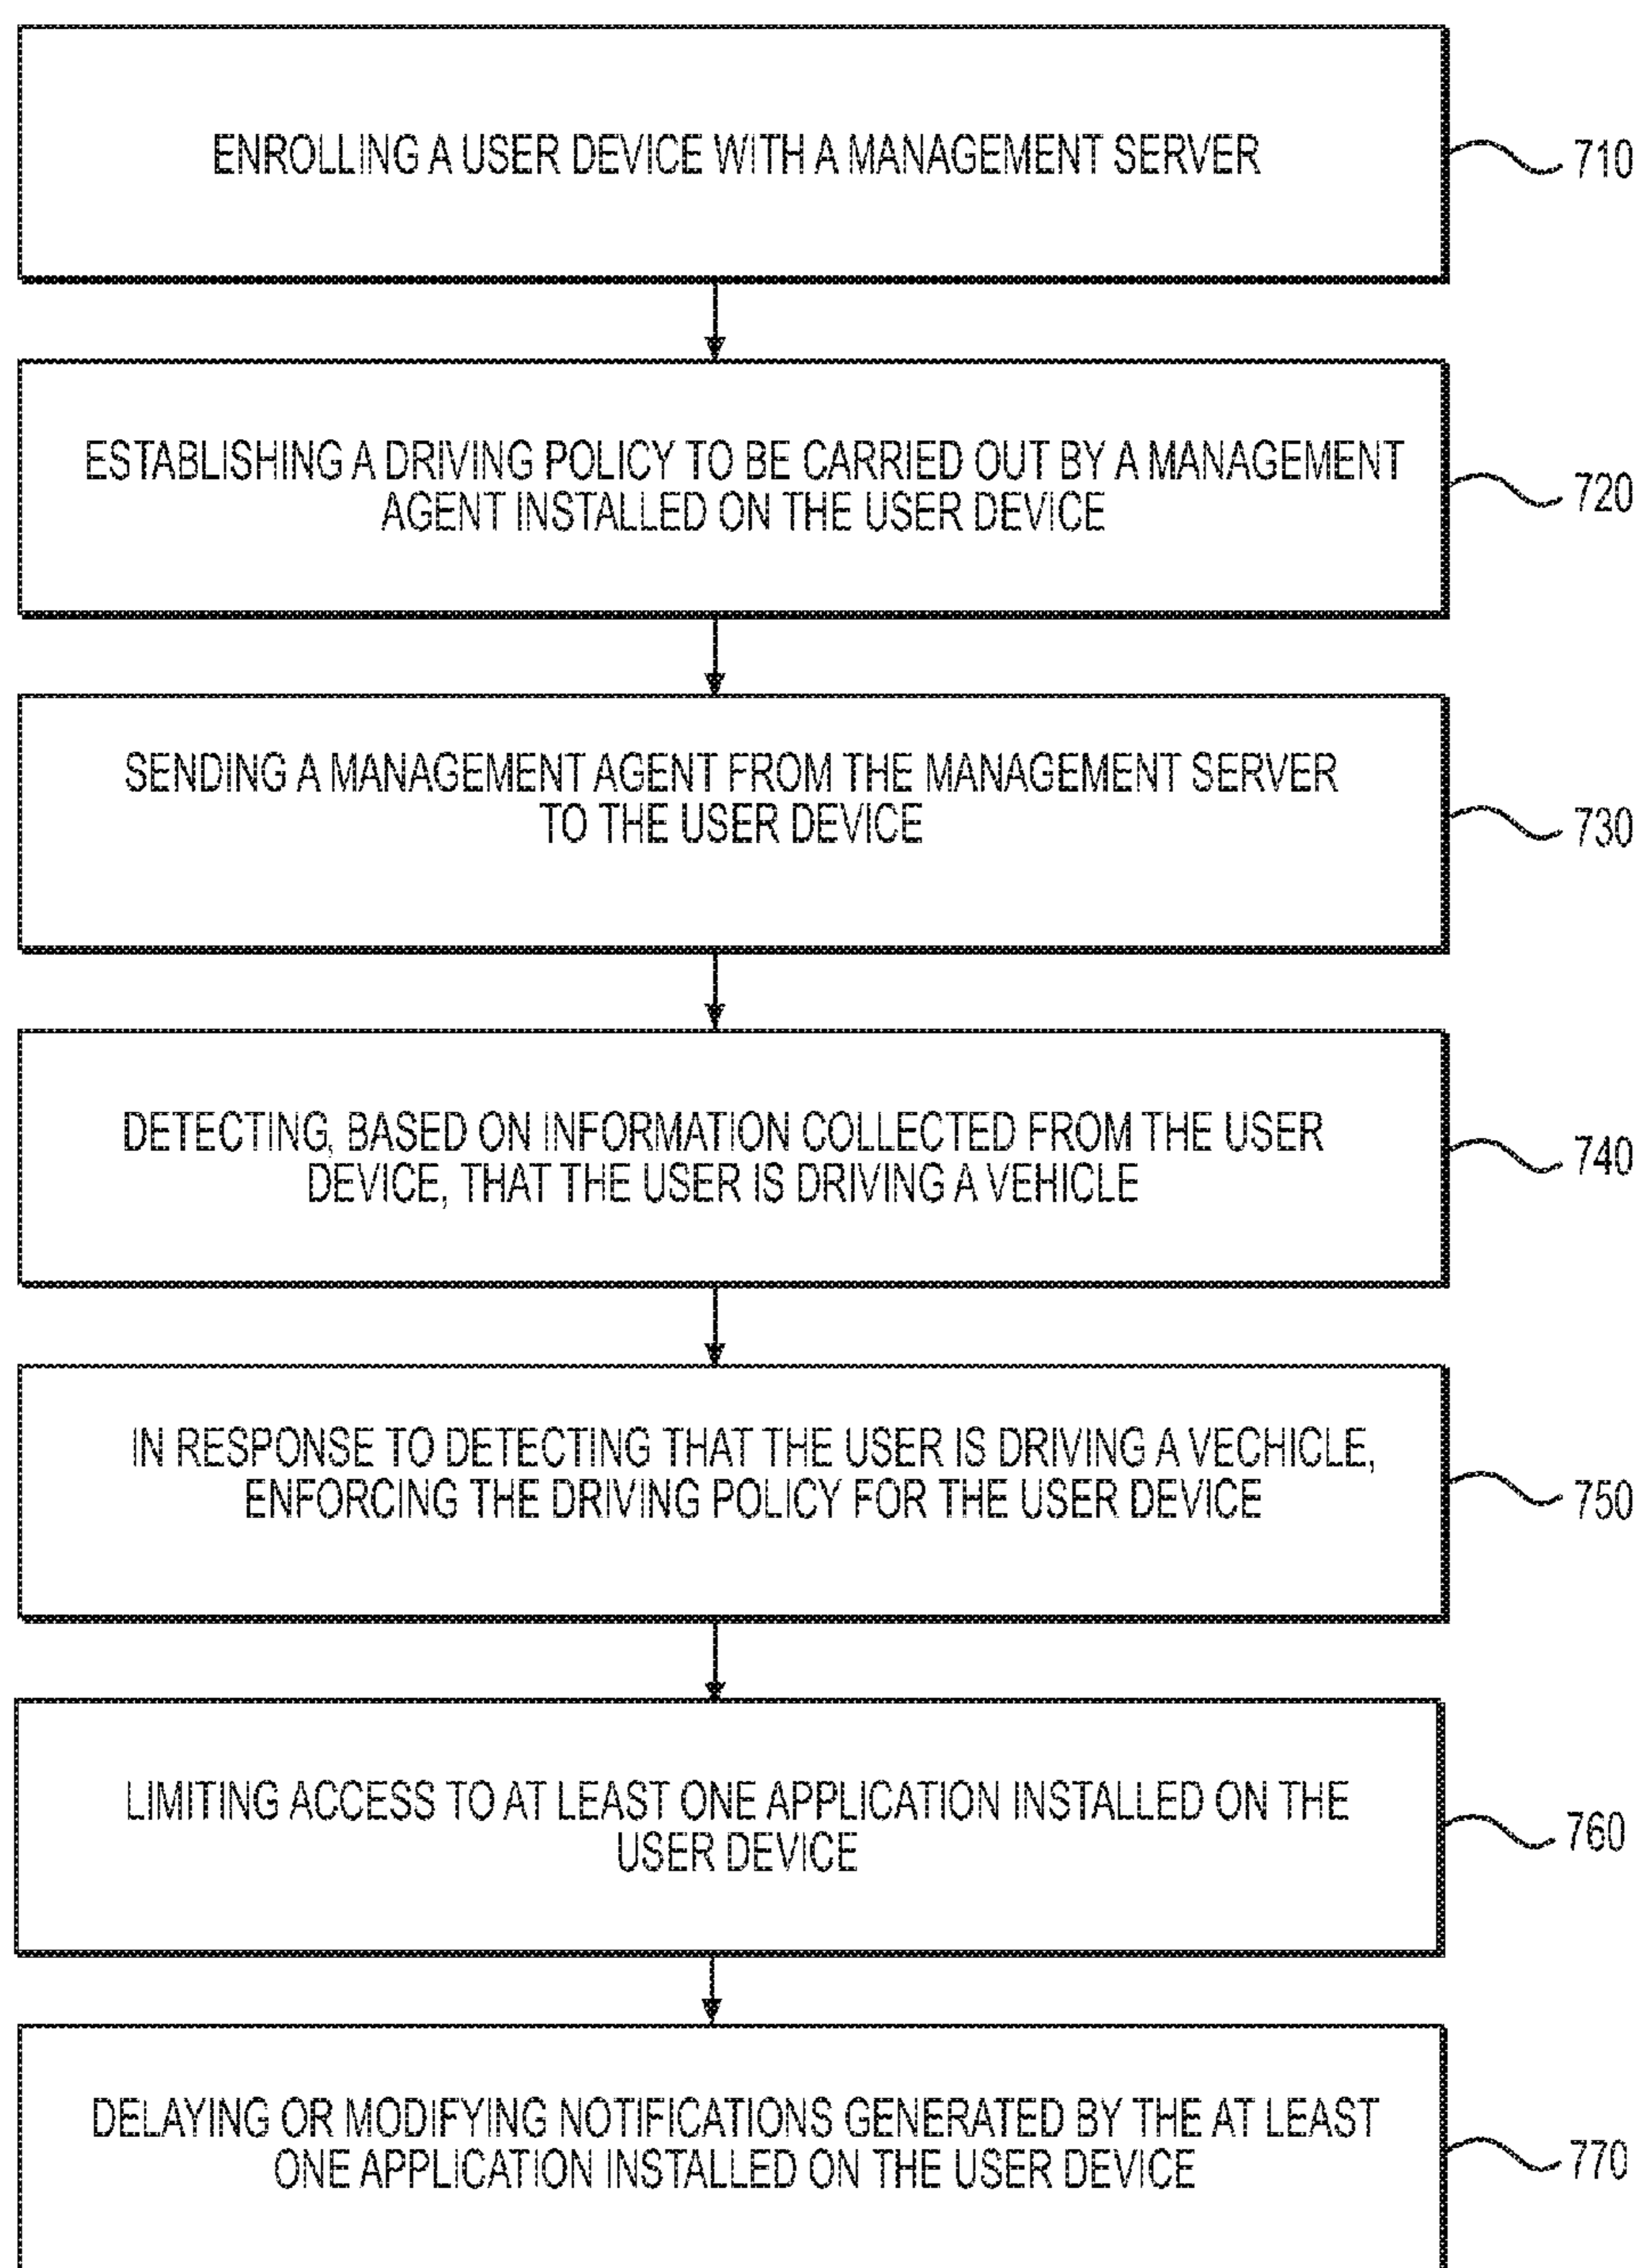 ENROLLING A USER DEVICE WITH A MANAGEMENT SERVER
710
ESTABLISHING A DRIVING POLICY TO BE CARRIED OUT BY A MANAGEMENT
AGENT INSTALLED ON THE USER DEVICE
720
SENDING A MANAGEMENT AGENT FROM THE MANAGEMENT SERVER
TO THE USER DEVICE
730
DETECTING, BASED ON INFORMATION COLLECTED FROM THE USER
DEVICE, THAT THE USER IS DRIVING A VEHICLE
740
IN RESPONSE TO DETECTING THAT THE USER IS DRIVING A VECHICLE,
ENFORCING THE DRIVING POLICY FOR THE USER DEVICE
750
LIMITING ACCESS TO AT LEAST ONE APPLICATION INSTALLED ON THE
USER DEVICE
760
DELAYING OR MODIFYING NOTIFICATIONS GENERATED BY THE AT LEAST
ONE APPLICATION INSTALLED ON THE USER DEVICE
770